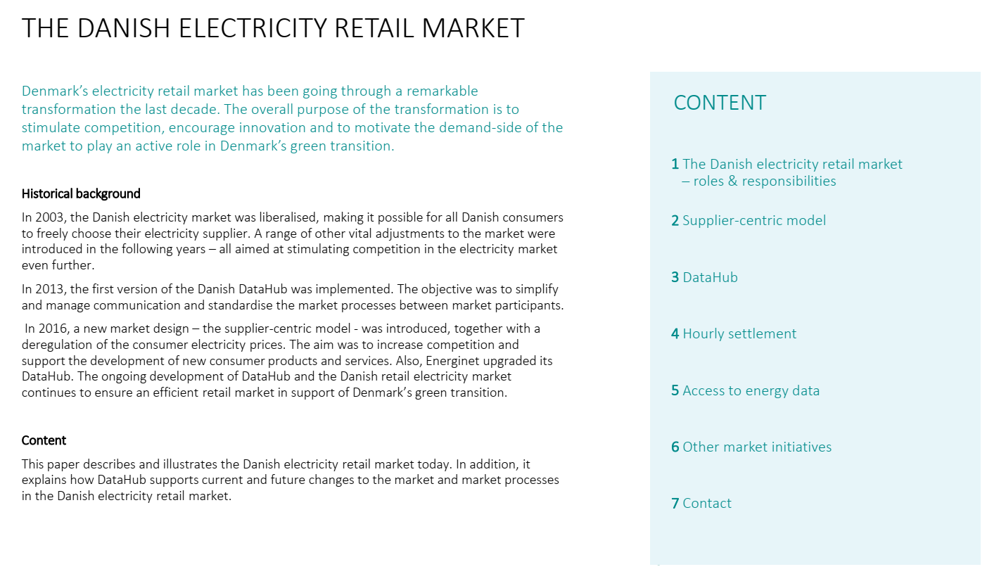 THE DANISH ELECTRICITY RETAIL MARKET
Denmark’s electricity retail market has been going through a remarkable
transformation the last decade. The overall purpose of the transformation is to
stimulate competition, encourage innovation and to motivate the demand-side of the
market to play an active role in Denmark’s green transition.
Historical background
In 2003, the Danish electricity market was liberalised, making it possible for all Danish consumers
to freely choose their electricity supplier. A range of other vital adjustments to the market were
introduced in the following years – all aimed at stimulating competition in the electricity market
even further.
In 2013, the first version of the Danish DataHub was implemented. The objective was to simplify
and manage communication and standardise the market processes between market participants.
In 2016, a new market design – the supplier-centric model - was introduced, together with a
deregulation of the consumer electricity prices. The aim was to increase competition and
support the development of new consumer products and services. Also, Energinet upgraded its
DataHub. The ongoing development of DataHub and the Danish retail electricity market
continues to ensure an efficient retail market in support of Denmark’s green transition.
Content
This paper describes and illustrates the Danish electricity retail market today. In addition, it
explains how DataHub supports current and future changes to the market and market processes
in the Danish electricity retail market.
CONTENT
1 The Danish electricity retail market
– roles & responsibilities
2 Supplier-centric model
3 DataHub
4 Hourly settlement
5 Access to energy data
6 Other market initiatives
7 Contact